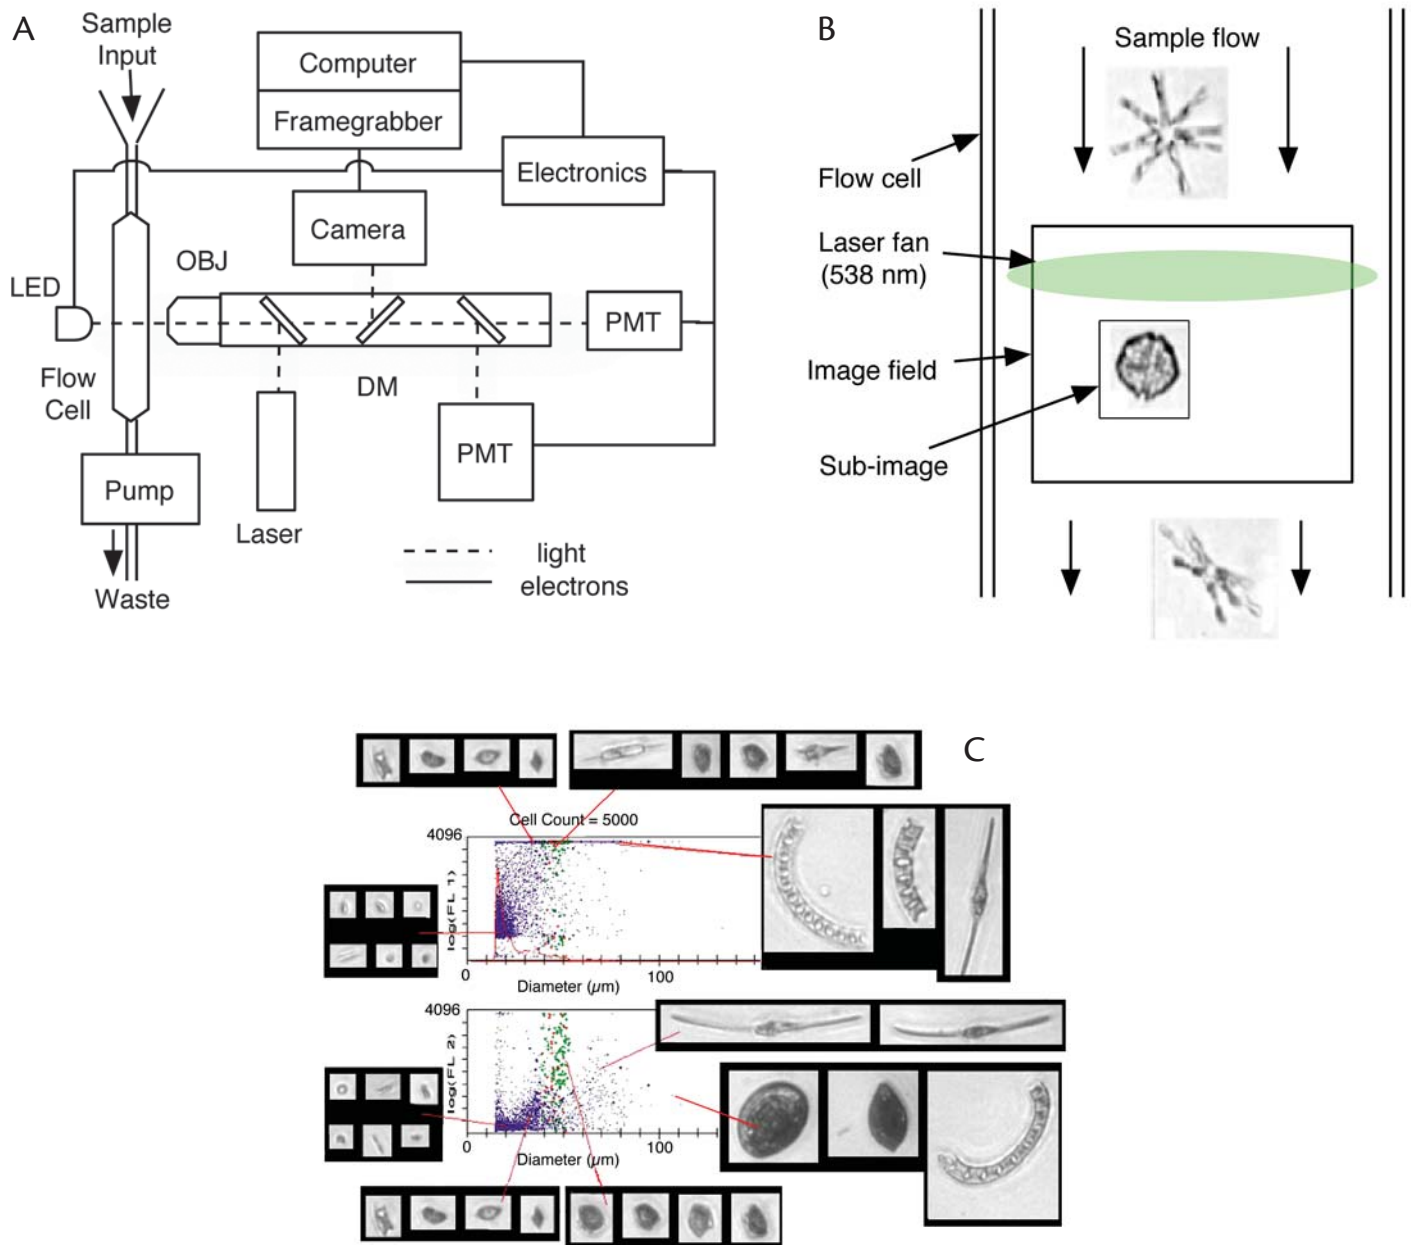 A
Sample
Input
Computer
Framegrabber
Electronics
Camera
OBJ
LED
PMT
Flow
Cell
DM
PMT
Pump
Laser
light
electrons
Waste
B
Sample flow
Flow cell
Laser fan
(538 nm)
Image field
Sub-image
C
Cell Count = 5000
4096
log(FL 1)
0
100
Diameter (µm)
4096
log(FL 2)
0
100
Diameter (µm)